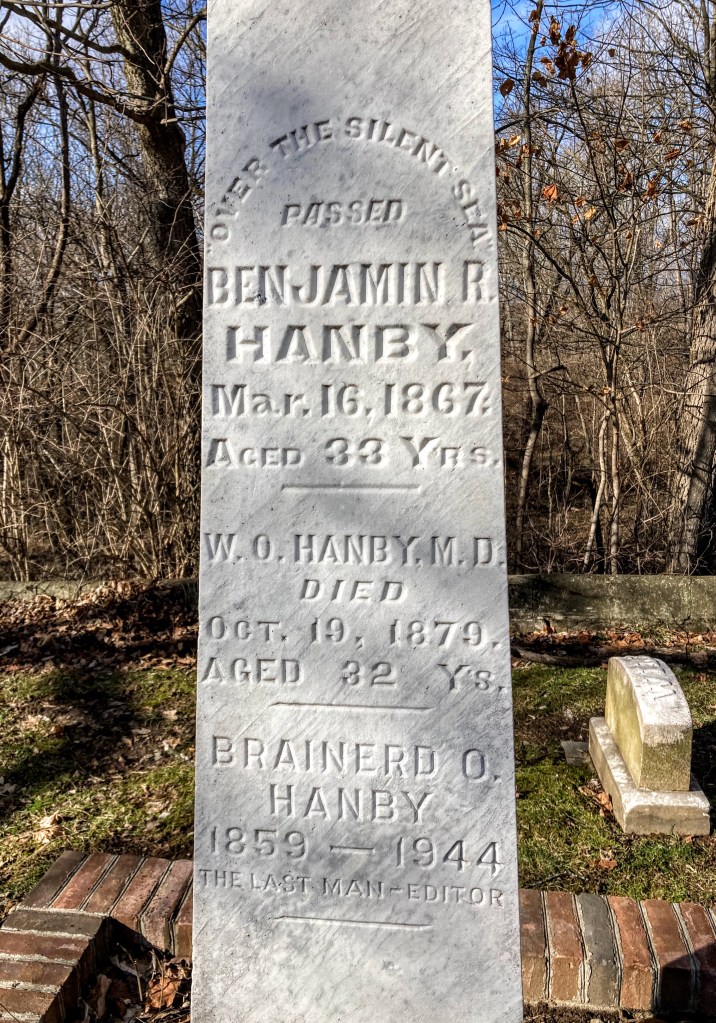 "OVER THE SILENT SEA"
PASSED
BENJAMIN R.
HANBY,
Mar. 16, 1867.
AGED 33 YRS.
W. O. HANBY, M.D.
DIED
OCT. 19, 1879.
AGED 32 YS.
BRAINERD O.
HANBY
1859 — 1944
THE LAST MAN - EDITOR